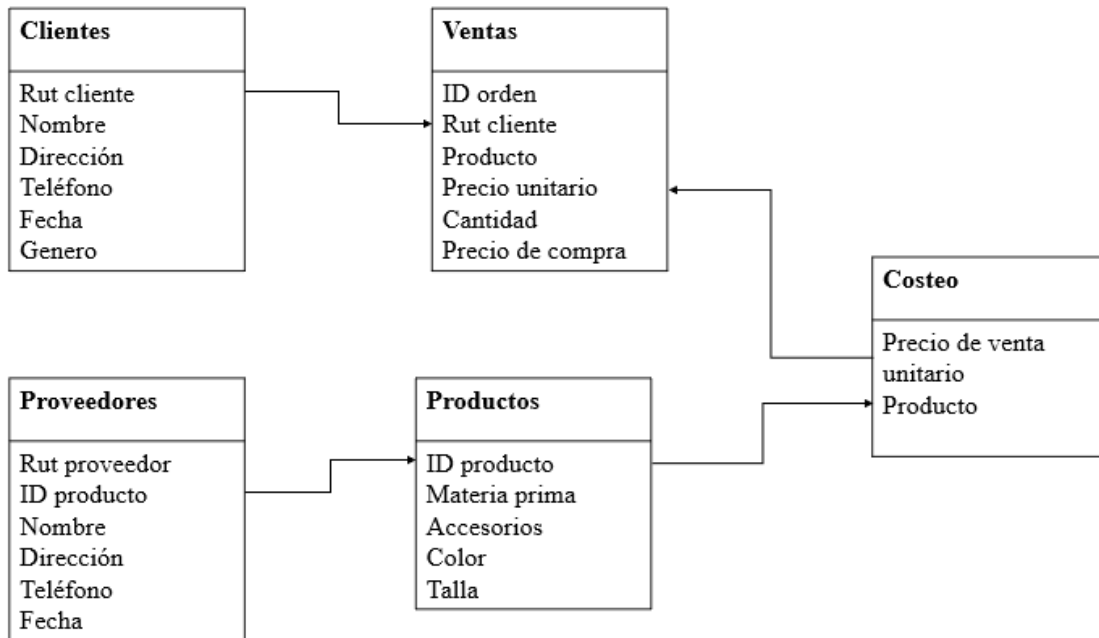 Clientes
Rut cliente
Nombre
Dirección
Teléfono
Fecha
Genero
Ventas
ID orden
Rut cliente
Producto
Precio unitario
Cantidad
Precio de compra
Costeo
Precio de venta
unitario
Producto
Proveedores
Rut proveedor
ID producto
Nombre
Dirección
Teléfono
Fecha
Productos
ID producto
Materia prima
Accesorios
Color
Talla